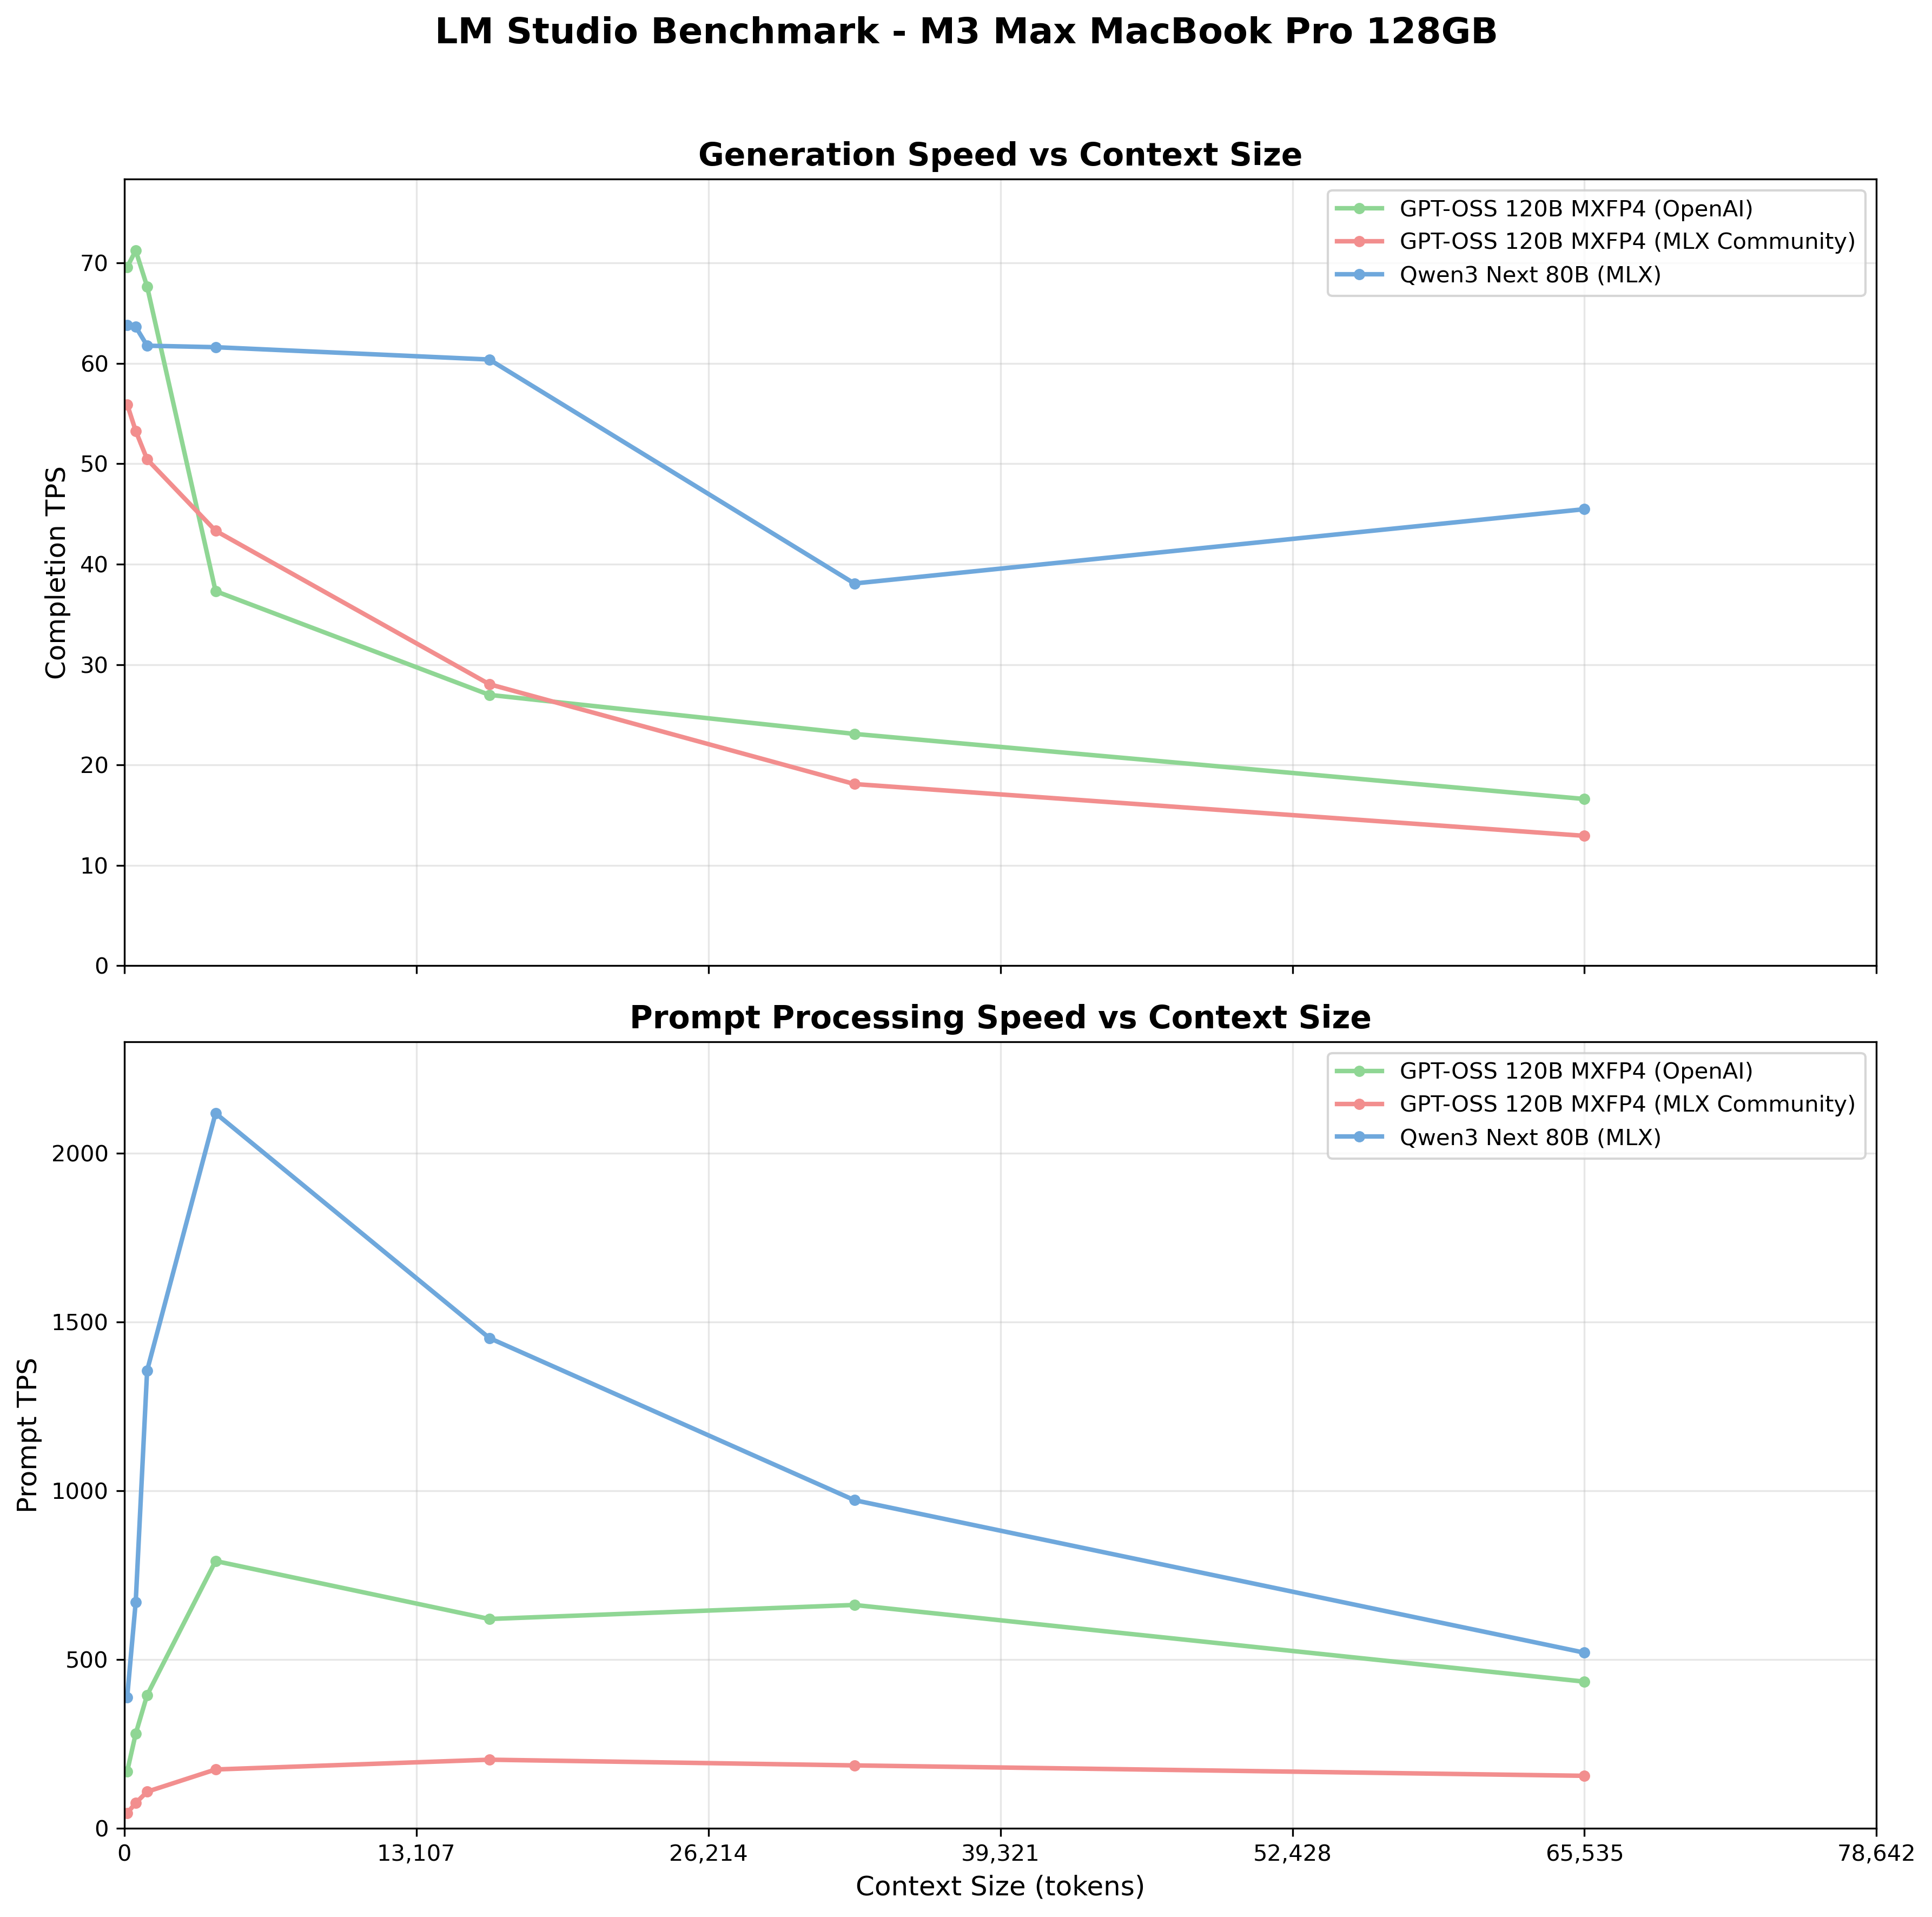 LM Studio Benchmark - M3 Max MacBook Pro 128GB
Generation Speed vs Context Size
GPT-OSS 120B MXFP4 (OpenAI)
GPT-OSS 120B MXFP4 (MLX Community)
Qwen3 Next 80B (MLX)
Completion TPS
70
60
50
40
30
20
10
0
Prompt Processing Speed vs Context Size
GPT-OSS 120B MXFP4 (OpenAI)
GPT-OSS 120B MXFP4 (MLX Community)
Qwen3 Next 80B (MLX)
Prompt TPS
2000
1500
1000
500
0
0 13,107 26,214 39,321 52,428 65,535 78,642
Context Size (tokens)